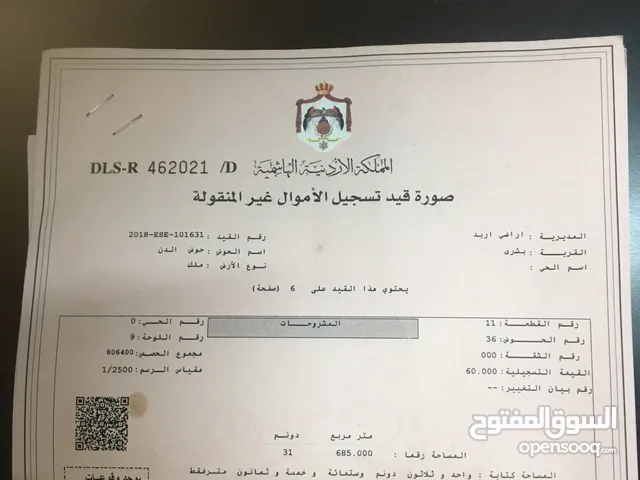 المملكة الاردنية الهاشمية
DLS-R 462021 /D
صورة قيد تسجيل الأموال غير المنقولة
المديرية : اراضي اربد
رقم القيد : 2018-ESE-101631
القرية : بشرى
اسم الحوض : حوض الدن
اسم الحي :
نوع الأرض : ملك
يحتوي هذا القيد على 6 (صفحة)
رقم القطعة : 11
المشروحات
رقم الحي : 0
رقم الحوض : 36
رقم اللوحة : 9
رقم الشقة : 000
مجموع الحصص : 806400
القيمة التسجيلية : 60.000
مقياس الرسم : 1/2500
رقم بيان التغيير : --
متر مربع دونم
المساحة رقما : 685.000 31
المساحة كتابة : واحد و ثلاثون دونم وستمائة و خمسة و ثمانون مترفقط
يوجد وقوعات
السوق المفتوح
opensooq.com